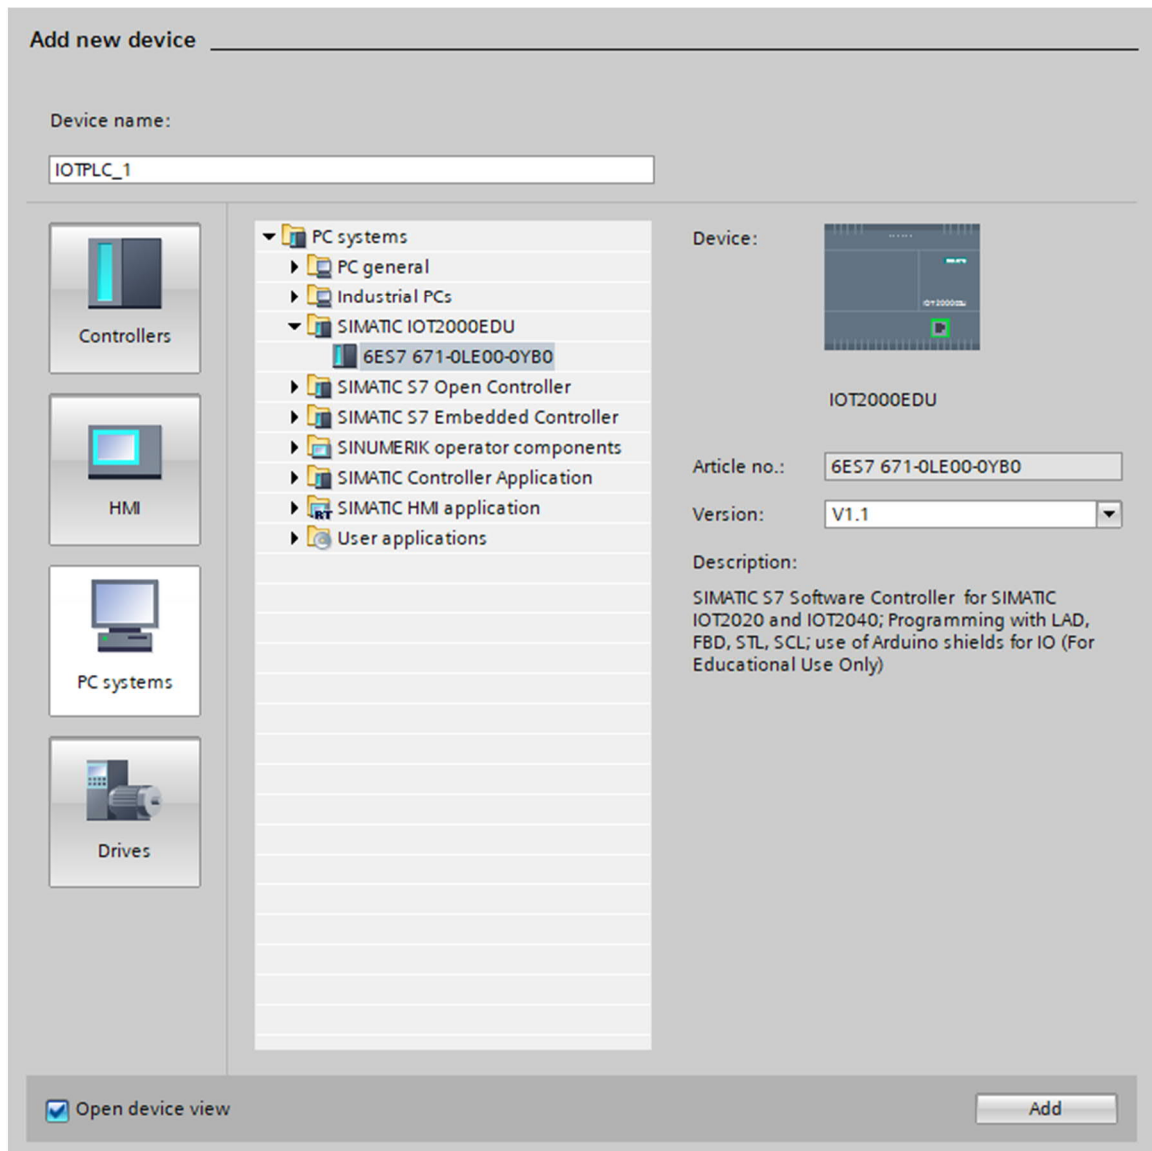 Add new device
Device name:
IOTPLC_1
Controllers
HMI
PC systems
Drives
PC systems
PC general
Industrial PCs
SIMATIC IOT2000EDU
6ES7 671-0LE00-0YB0
SIMATIC S7 Open Controller
SIMATIC S7 Embedded Controller
SINUMERIK operator components
SIMATIC Controller Application
RT SIMATIC HMI application
User applications
Device:
IOT2000EDU
IOT2000EDU
Article no.: 6ES7 671-0LE00-0YB0
Version: V1.1
Description:
SIMATIC S7 Software Controller for SIMATIC
IOT2020 and IOT2040; Programming with LAD,
FBD, STL, SCL; use of Arduino shields for IO (For
Educational Use Only)
Open device view
Add